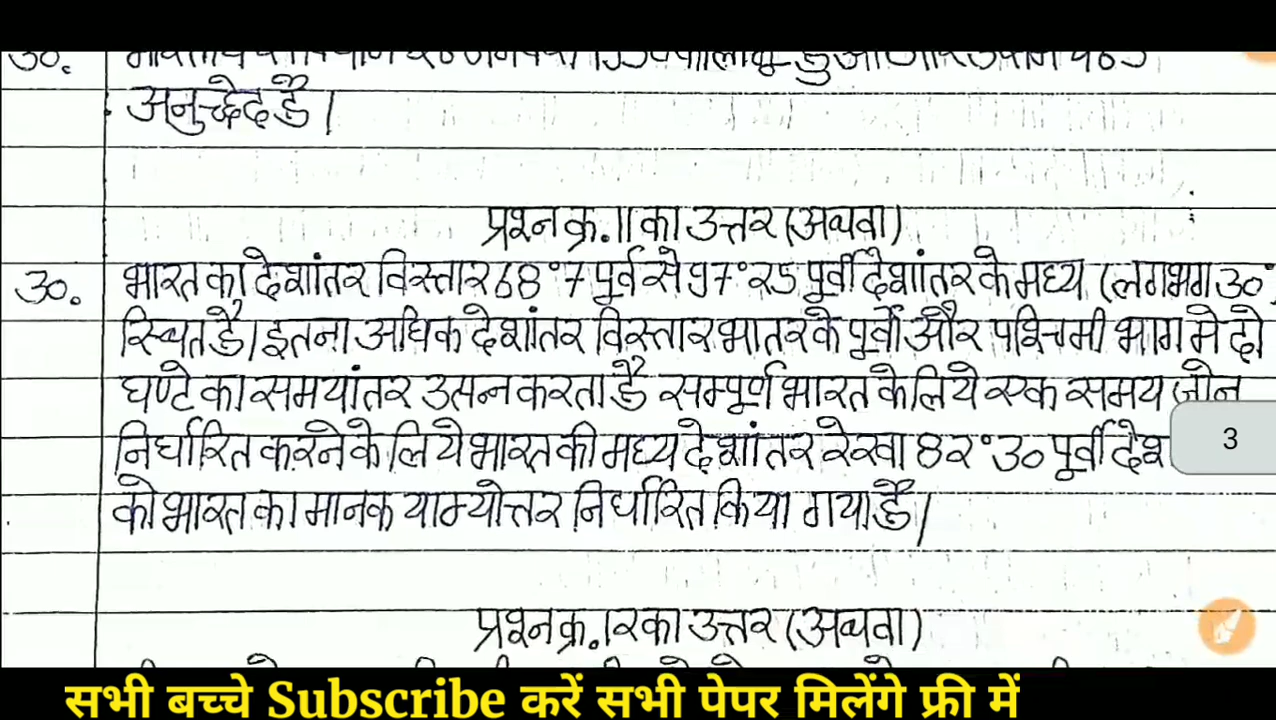 अनुच्छेद है।
प्रश्न क्र. 11 का उत्तर (अथवा)
उ०. भारत का देशांतर विस्तार 68°7 पूर्व से 97°25 पूर्वी देशांतर के मध्य (लगभग 30°
स्थित है। इतना अधिक देशांतर विस्तार भातर के पूर्वी और पश्चिमी भाग मे दो
घण्टे का समयांतर उत्पन्न करता है सम्पूर्ण भारत के लिये एक समय जोन
निर्धारित करने के लिये भारत की मध्य देशांतर रेखा 82°30 पूर्वी देश
को भारत का मानक याम्योत्तर निर्धारित किया गया है।
3
प्रश्न क्र. 12 का उत्तर (अथवा)
सभी बच्चे Subscribe करें सभी पेपर मिलेंगे फ्री में